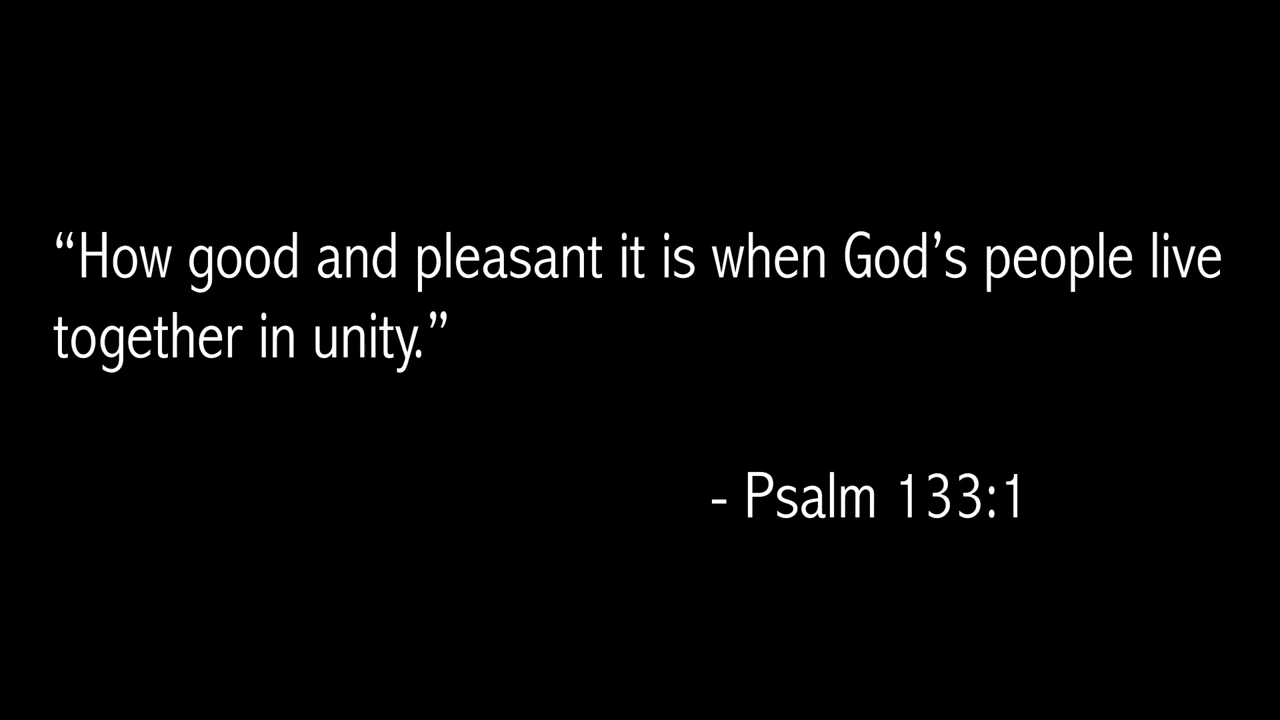 “How good and pleasant it is when God’s people live
together in unity.”
- Psalm 133:1